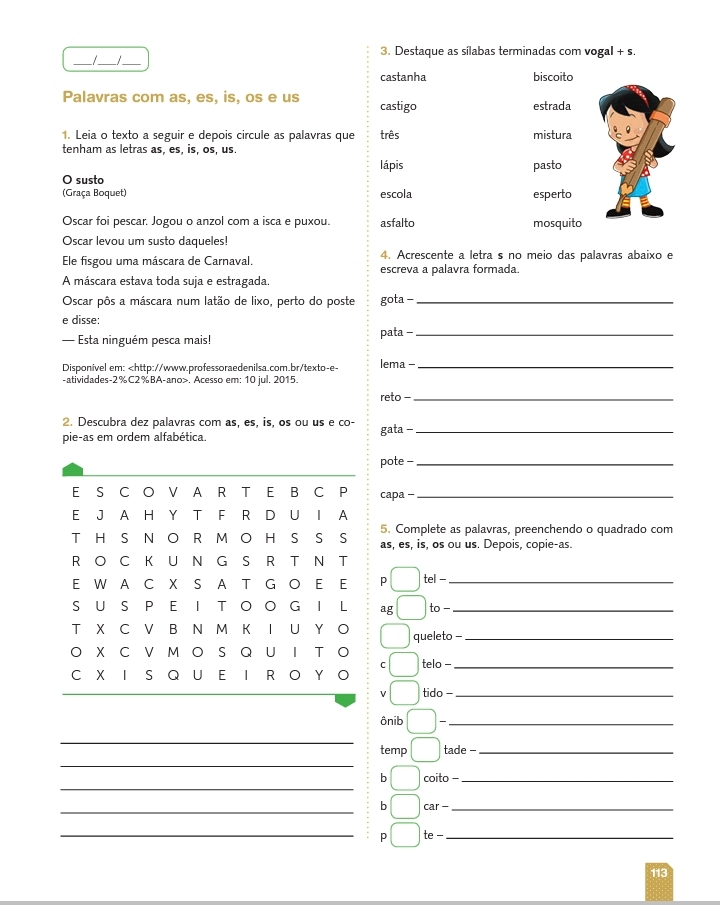 ___/___/___
Palavras com as, es, is, os e us
1. Leia o texto a seguir e depois circule as palavras que
tenham as letras as, es, is, os, us.
O susto
(Graça Boquet)
Oscar foi pescar. Jogou o anzol com a isca e puxou.
Oscar levou um susto daqueles!
Ele fisgou uma máscara de Carnaval.
A máscara estava toda suja e estragada.
Oscar pôs a máscara num latão de lixo, perto do poste
e disse:
— Esta ninguém pesca mais!
Disponível em: <http://www.professoraedenilsa.com.br/texto-e-
-atividades-2%C2%BA-ano>. Acesso em: 10 jul. 2015.
2. Descubra dez palavras com as, es, is, os ou us e co-
pie-as em ordem alfabética.
E S C O V A R T E B C P
E J A H Y T F R D U I A
T H S N O R M O H S S S
R O C K U N G S R T N T
E W A C X S A T G O E E
S U S P E I T O O G I L
T X C V B N M K I U Y O
O X C V M O S Q U I T O
C X I S Q U E I R O Y O
3. Destaque as sílabas terminadas com vogal + s.
castanha biscoito
castigo estrada
três mistura
lápis pasto
escola esperto
asfalto mosquito
4. Acrescente a letra s no meio das palavras abaixo e
escreva a palavra formada.
gota –
pata –
lema –
reto –
gata –
pote –
capa –
5. Complete as palavras, preenchendo o quadrado com
as, es, is, os ou us. Depois, copie-as.
p tel –
ag to –
queleto –
c telo –
v tido –
ônib –
temp tade –
b coito –
b car –
p te –
113